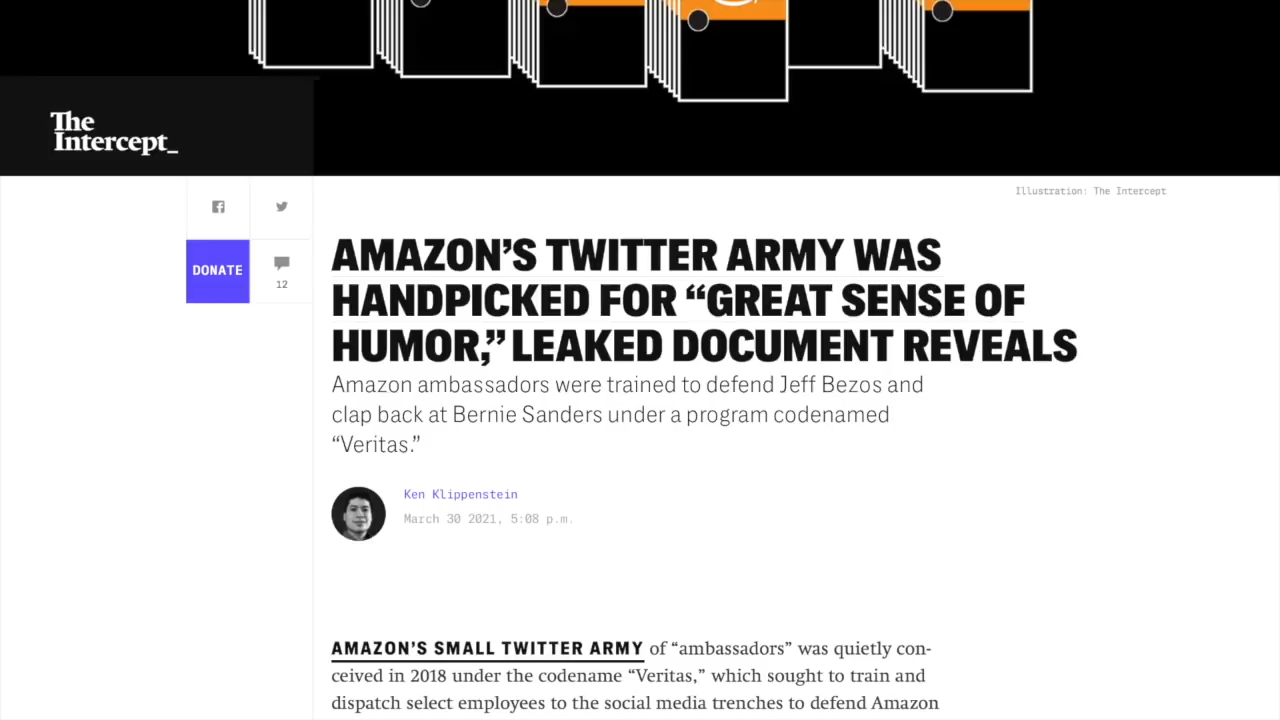 The
Intercept_
Illustration: The Intercept
DONATE
12
AMAZON’S TWITTER ARMY WAS
HANDPICKED FOR “GREAT SENSE OF
HUMOR,” LEAKED DOCUMENT REVEALS
Amazon ambassadors were trained to defend Jeff Bezos and
clap back at Bernie Sanders under a program codenamed
“Veritas.”
Ken Klippenstein
March 30 2021, 5:08 p.m.
AMAZON’S SMALL TWITTER ARMY of “ambassadors” was quietly con-
ceived in 2018 under the codename “Veritas,” which sought to train and
dispatch select employees to the social media trenches to defend Amazon